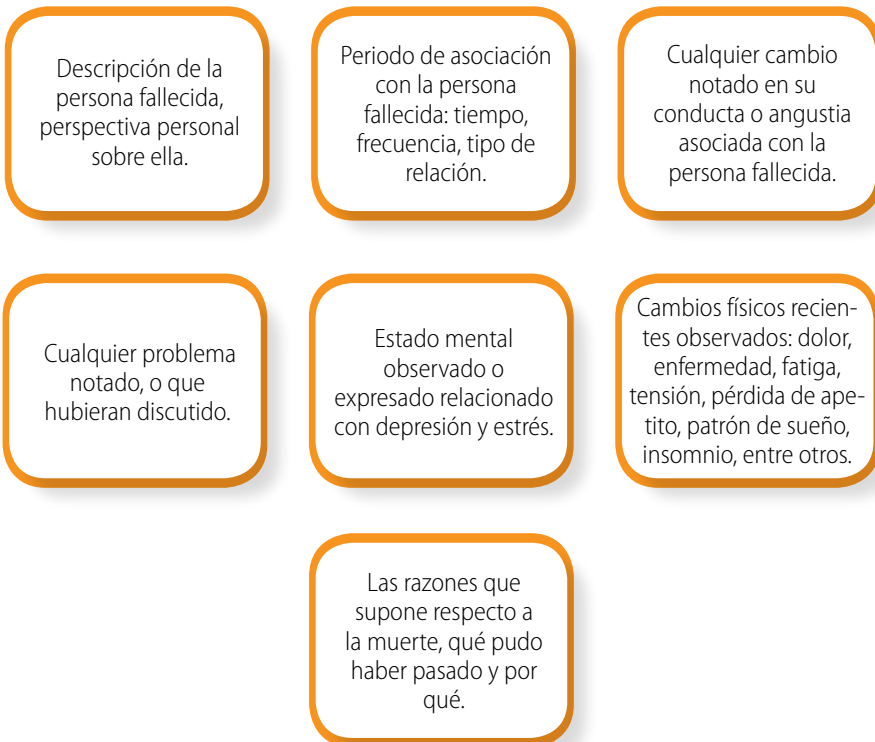 Descripción de la
persona fallecida,
perspectiva personal
sobre ella.
Periodo de asociación
con la persona
fallecida: tiempo,
frecuencia, tipo de
relación.
Cualquier cambio
notado en su
conducta o angustia
asociada con la
persona fallecida.
Cualquier problema
notado, o que
hubieran discutido.
Estado mental
observado o
expresado relacionado
con depresión y estrés.
Cambios físicos recien-
tes observados: dolor,
enfermedad, fatiga,
tensión, pérdida de ape-
tito, patrón de sueño,
insomnio, entre otros.
Las razones que
supone respecto a
la muerte, qué pudo
haber pasado y por
qué.